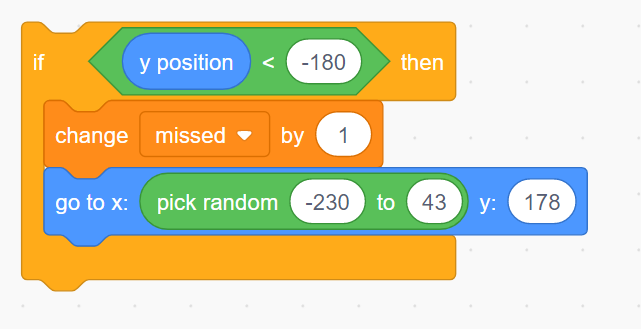 if y position < -180 then
change missed by 1
go to x: pick random -230 to 43 y: 178